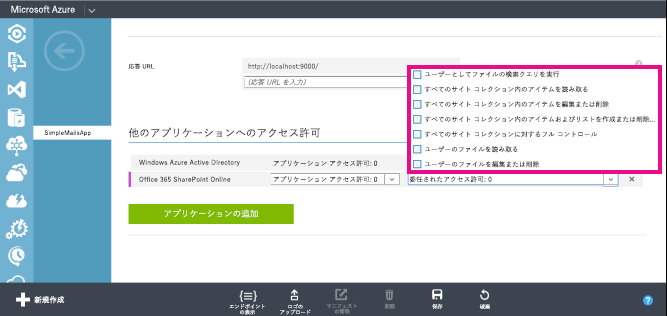 Microsoft Azure
応答 URL
http://localhost:9000/
(応答 URL を入力)
ユーザーとしてファイルの検索クエリを実行
すべてのサイト コレクション内のアイテムを読み取る
すべてのサイト コレクション内のアイテムを編集または削除
すべてのサイト コレクション内のアイテムおよびリストを作成または削除...
すべてのサイト コレクションに対するフル コントロール
ユーザーのファイルを読み取る
ユーザーのファイルを編集または削除
SimpleMailsApp
他のアプリケーションへのアクセス許可
Windows Azure Active Directory
アプリケーション アクセス許可: 0
Office 365 SharePoint Online
アプリケーション アクセス許可: 0
委任されたアクセス許可: 0
アプリケーションの追加
新規作成
エンドポイント
の表示
ロゴの
アップロード
マニフェスト
の管理
削除
保存
破棄